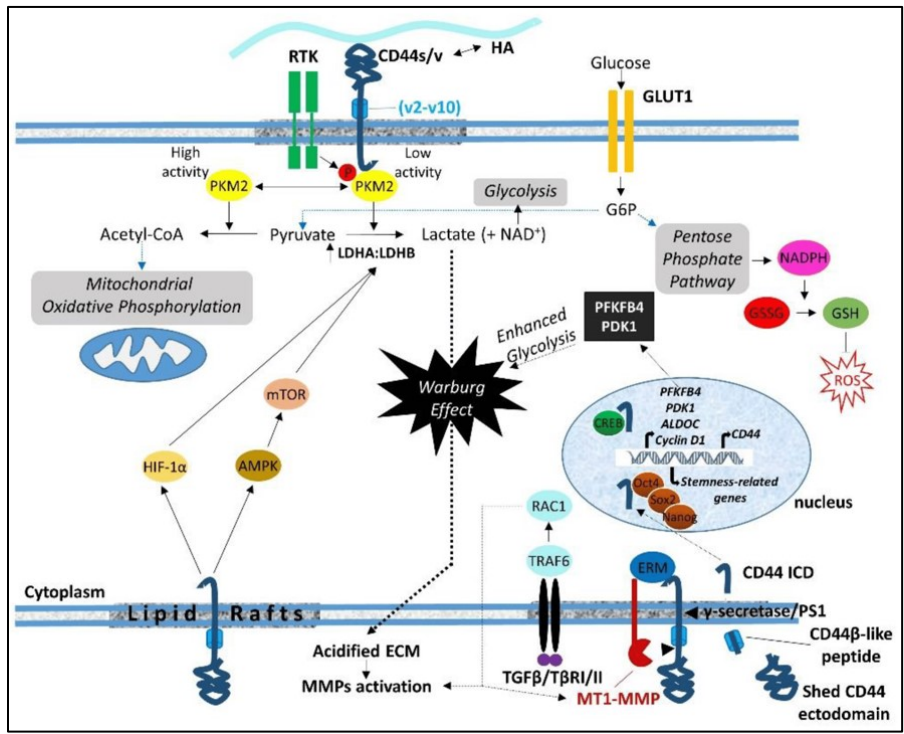 RTK
CD44s/v
HA
Glucose
(v2-v10)
GLUT1
High
activity
Low
activity
P
PKM2
PKM2
Glycolysis
G6P
Acetyl-CoA
Pyruvate
Lactate (+ NAD+)
LDHA:LDHB
Pentose
Phosphate
Pathway
NADPH
Mitochondrial
Oxidative Phosphorylation
GSSG
GSH
PFKFB4
PDK1
Enhanced
Glycolysis
ROS
Warburg
Effect
mTOR
PFKFB4
PDK1
ALDOC
Cyclin D1
CREB
CD44
HIF-1α
AMPK
Oct4
Sox2
Nanog
Stemness-related
genes
nucleus
RAC1
TRAF6
ERM
CD44 ICD
Cytoplasm
Lipid Rafts
γ-secretase/PS1
CD44β-like
peptide
Acidified ECM
MMPs activation
TGFβ/TβRI/II
MT1-MMP
Shed CD44
ectodomain